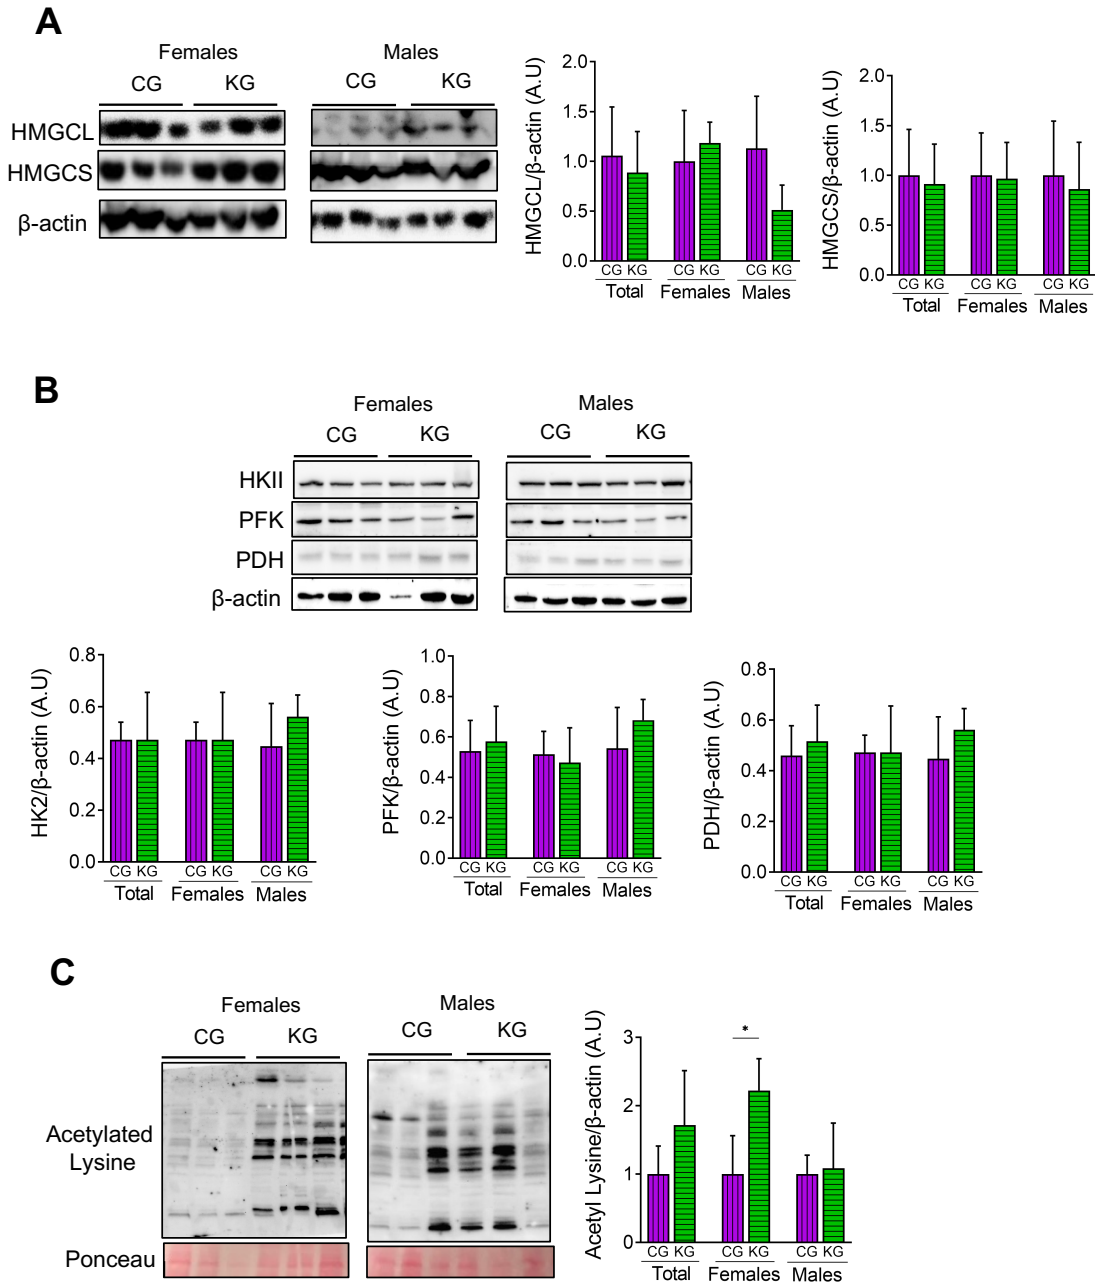 A
Females
Males
CG
KG
CG
KG
HMGCL
HMGCS
β-actin
HMGCL/β-actin (A.U)
2.0
1.5
1.0
0.5
0.0
CG KG CG KG CG KG
Total Females Males
HMGCS/β-actin (A.U)
2.0
1.5
1.0
0.5
0.0
CG KG CG KG CG KG
Total Females Males
B
Females
Males
CG
KG
CG
KG
HKII
PFK
PDH
β-actin
HK2/β-actin (A.U)
0.8
0.6
0.4
0.2
0.0
CG KG CG KG CG KG
Total Females Males
PFK/β-actin (A.U)
1.0
0.8
0.6
0.4
0.2
0.0
CG KG CG KG CG KG
Total Females Males
PDH/β-actin (A.U)
0.8
0.6
0.4
0.2
0.0
CG KG CG KG CG KG
Total Females Males
C
Females
Males
CG
KG
CG
KG
Acetylated
Lysine
Ponceau
Acetyl Lysine/β-actin (A.U)
3
2
1
0
*
CG KG CG KG CG KG
Total Females Males